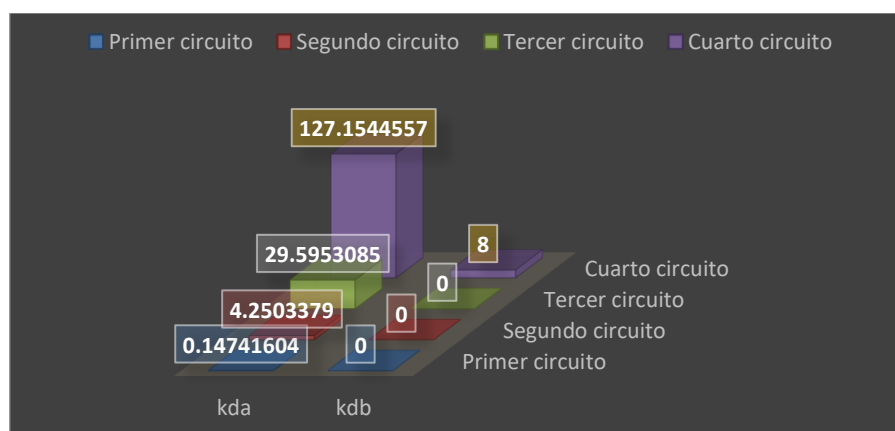 Primer circuito Segundo circuito Tercer circuito Cuarto circuito
127.1544557
8
29.5953085
0
Cuarto circuito
4.2503379
0
Tercer circuito
0.14741604
0
Segundo circuito
Primer circuito
kda kdb